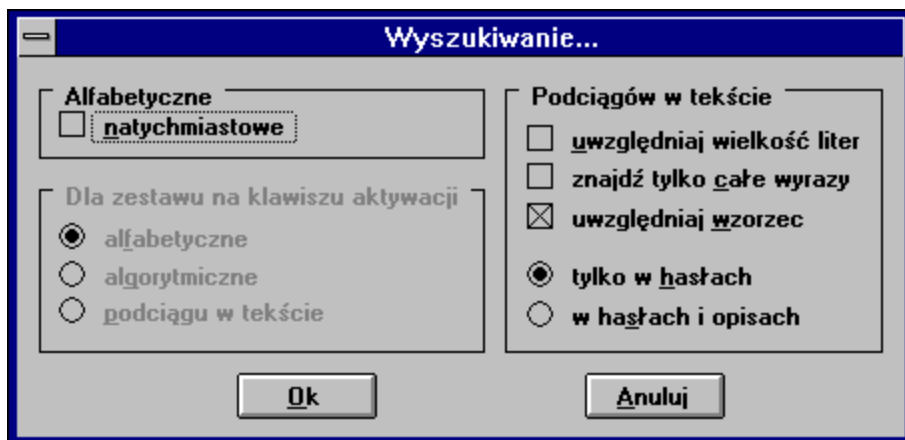 Wyszukiwanie...
Alfabetyczne
natychmiastowe
Dla zestawu na klawiszu aktywacji
alfabetyczne
algorytmiczne
podciągu w tekście
Podciągów w tekście
uwzględniaj wielkość liter
znajdź tylko całe wyrazy
uwzględniaj wzorzec
tylko w hasłach
w hasłach i opisach
Ok
Anuluj